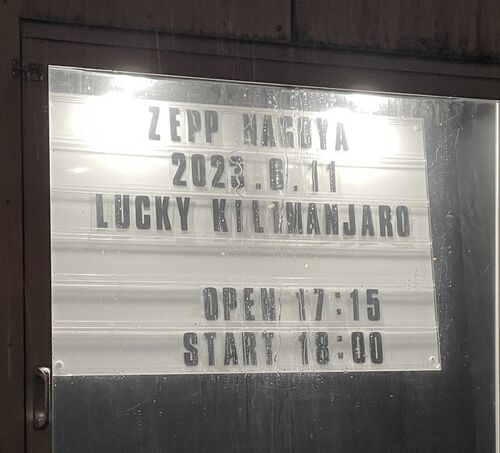 ZEPP NAGOYA
2023.6.11
LUCKY KILIMANJARO
OPEN 17:15
START 18:00